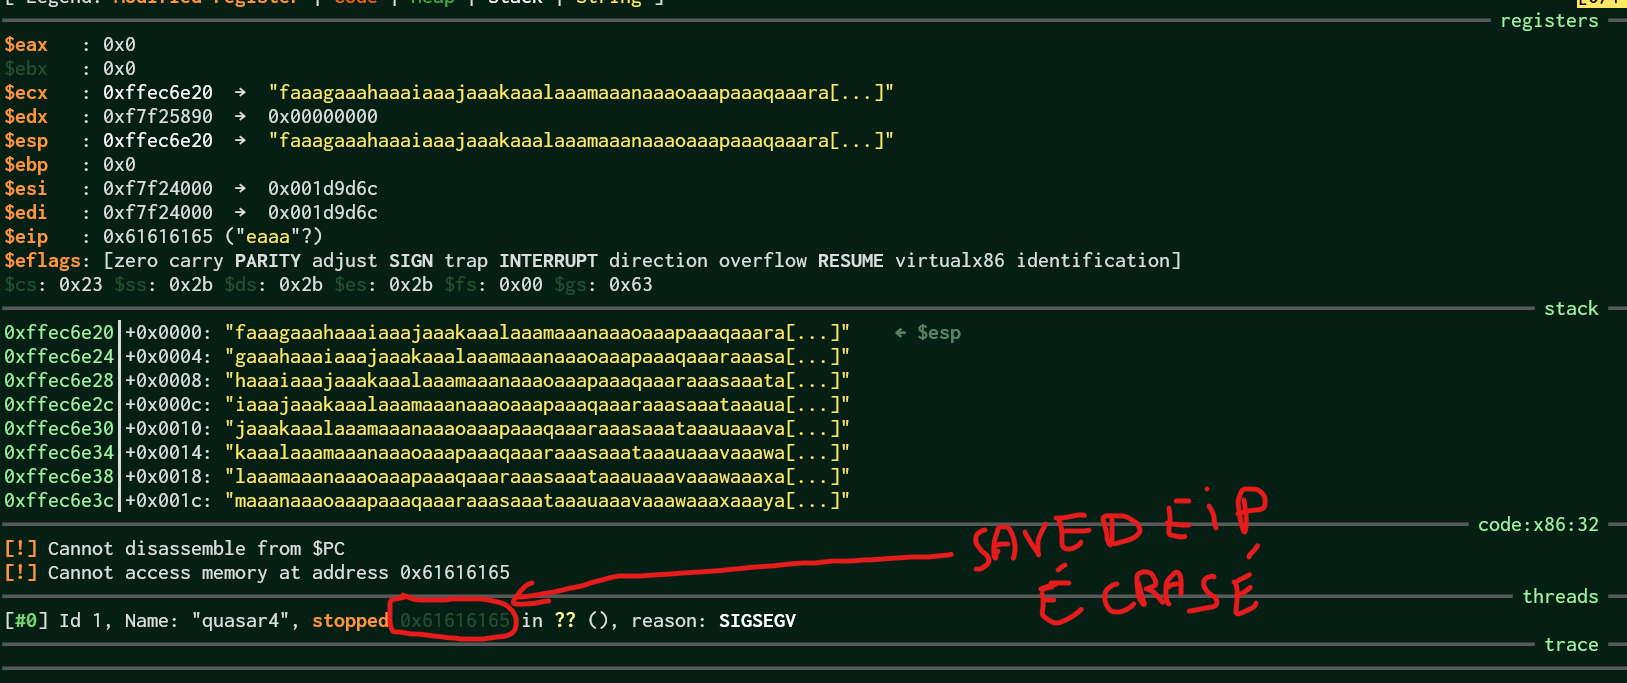 [ Legend: Modified register | Code | Heap | Stack | String ]
registers
$eax   : 0x0
$ebx   : 0x0
$ecx   : 0xffec6e20  →  "faaagaaahaaaiaaajaaakaaalaaamaaanaaaoaaapaaaqaaara[...]"
$edx   : 0xf7f25890  →  0x00000000
$esp   : 0xffec6e20  →  "faaagaaahaaaiaaajaaakaaalaaamaaanaaaoaaapaaaqaaara[...]"
$ebp   : 0x0
$esi   : 0xf7f24000  →  0x001d9d6c
$edi   : 0xf7f24000  →  0x001d9d6c
$eip   : 0x61616165 ("eaaa"?)
$eflags: [zero carry PARITY adjust SIGN trap INTERRUPT direction overflow RESUME virtualx86 identification]
$cs: 0x23 $ss: 0x2b $ds: 0x2b $es: 0x2b $fs: 0x00 $gs: 0x63
stack
0xffec6e20│+0x0000: "faaagaaahaaaiaaajaaakaaalaaamaaanaaaoaaapaaaqaaara[...]"    ← $esp
0xffec6e24│+0x0004: "gaaahaaaiaaajaaakaaalaaamaaanaaaoaaapaaaqaaaraaasa[...]"
0xffec6e28│+0x0008: "haaaiaaajaaakaaalaaamaaanaaaoaaapaaaqaaaraaasaaata[...]"
0xffec6e2c│+0x000c: "iaaajaaakaaalaaamaaanaaaoaaapaaaqaaaraaasaaataaaua[...]"
0xffec6e30│+0x0010: "jaaakaaalaaamaaanaaaoaaapaaaqaaaraaasaaataaauaaava[...]"
0xffec6e34│+0x0014: "kaaalaaamaaanaaaoaaapaaaqaaaraaasaaataaauaaavaaawa[...]"
0xffec6e38│+0x0018: "laaamaaanaaaoaaapaaaqaaaraaasaaataaauaaavaaawaaaxa[...]"
0xffec6e3c│+0x001c: "maaanaaaoaaapaaaqaaaraaasaaataaauaaavaaawaaaxaaaya[...]"
code:x86:32
[!] Cannot disassemble from $PC
[!] Cannot access memory at address 0x61616165
SAVED EiP
ÉCRASÉ
threads
[#0] Id 1, Name: "quasar4", stopped 0x61616165 in ?? (), reason: SIGSEGV
trace